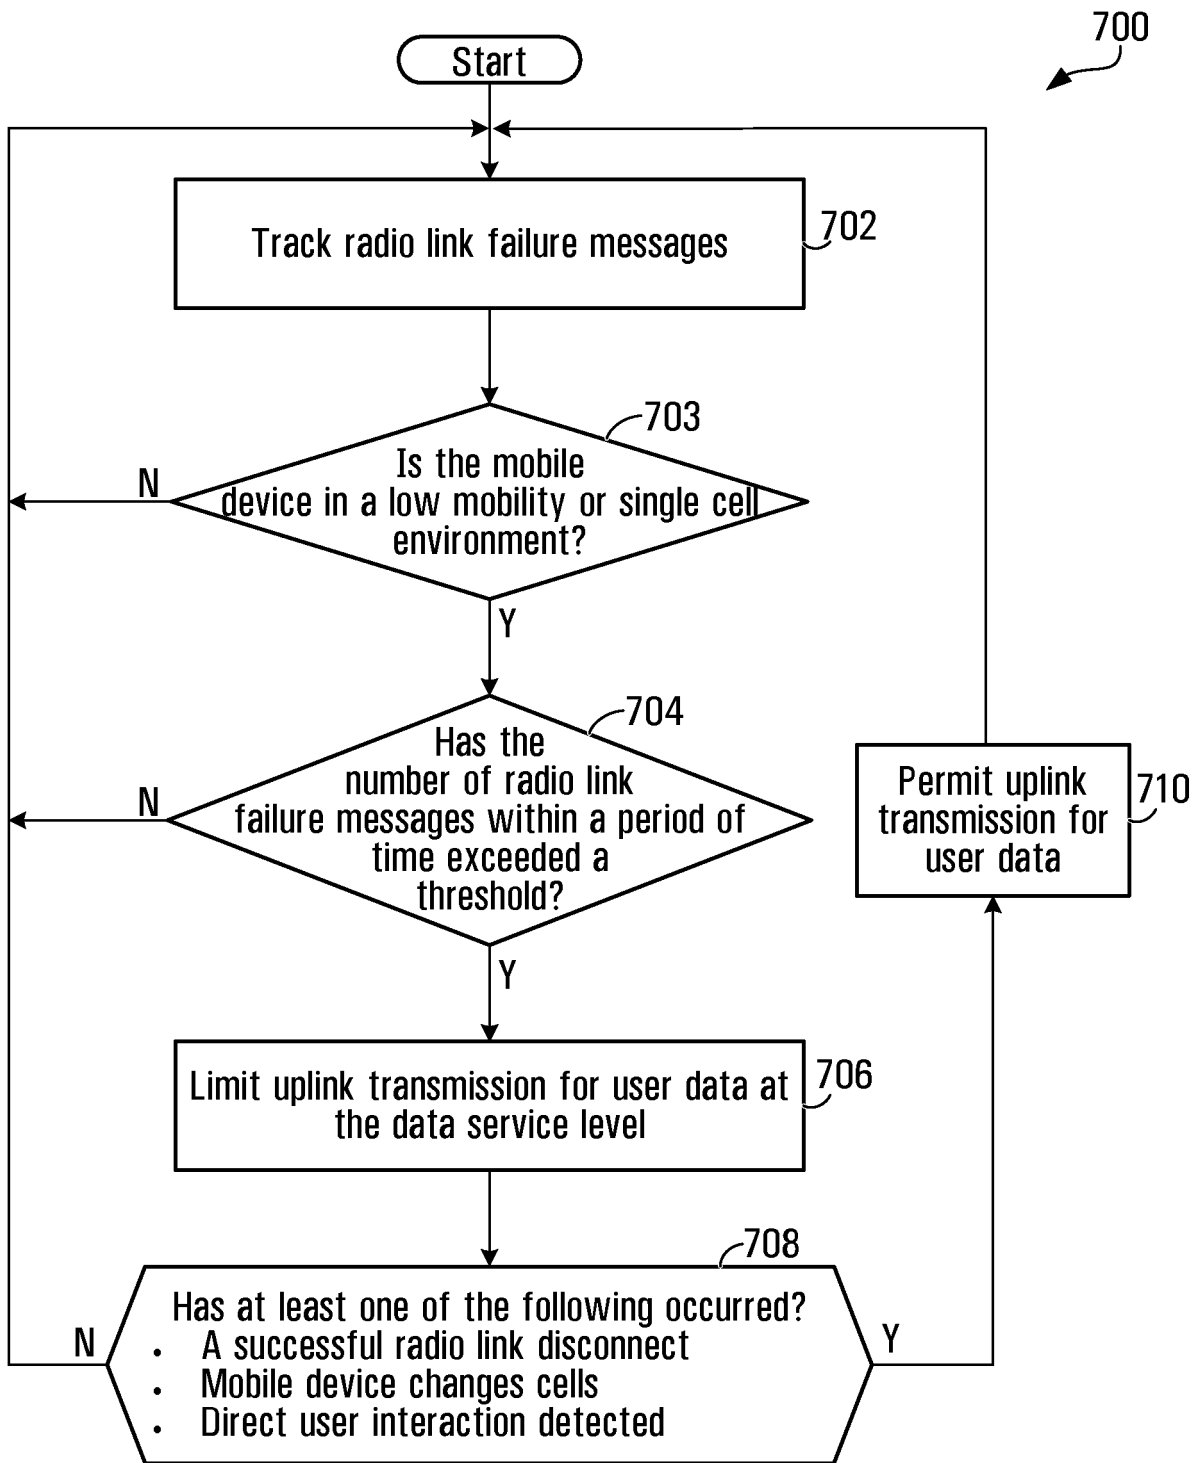 700
Start
Track radio link failure messages
702
703
Is the mobile
device in a low mobility or single cell
environment?
N
Y
704
Has the
number of radio link
failure messages within a period of
time exceeded a
threshold?
N
Y
Permit uplink
transmission for
user data
710
Limit uplink transmission for user data at
the data service level
706
708
Has at least one of the following occurred?
• A successful radio link disconnect
• Mobile device changes cells
• Direct user interaction detected
N
Y